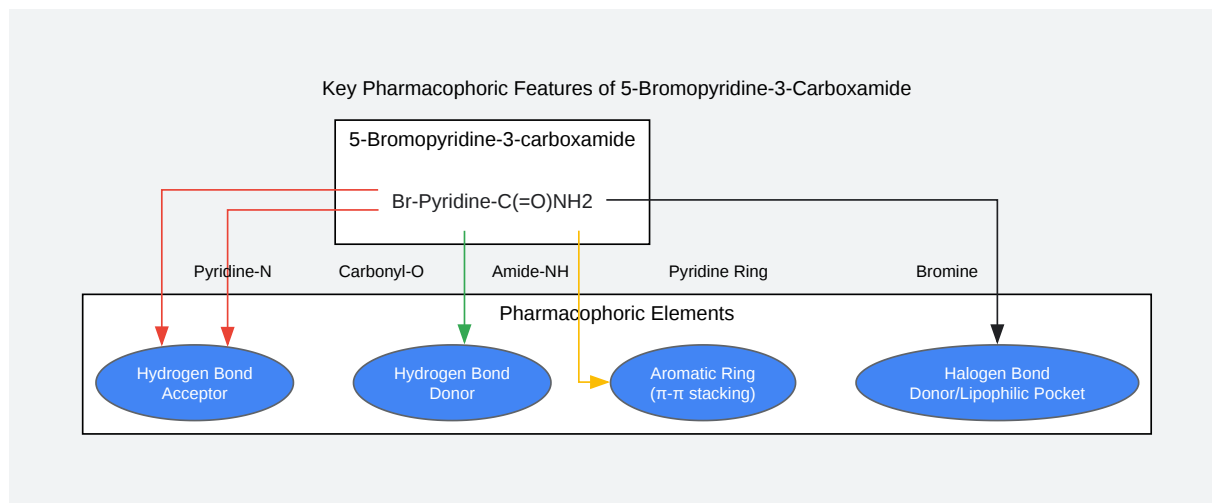 Key Pharmacophoric Features of 5-Bromopyridine-3-Carboxamide
5-Bromopyridine-3-carboxamide
Br-Pyridine-C(=O)NH2
Pyridine-N
Carbonyl-O
Amide-NH
Pyridine Ring
Bromine
Pharmacophoric Elements
Hydrogen Bond
Acceptor
Hydrogen Bond
Donor
Aromatic Ring
(π-π stacking)
Halogen Bond
Donor/Lipophilic Pocket